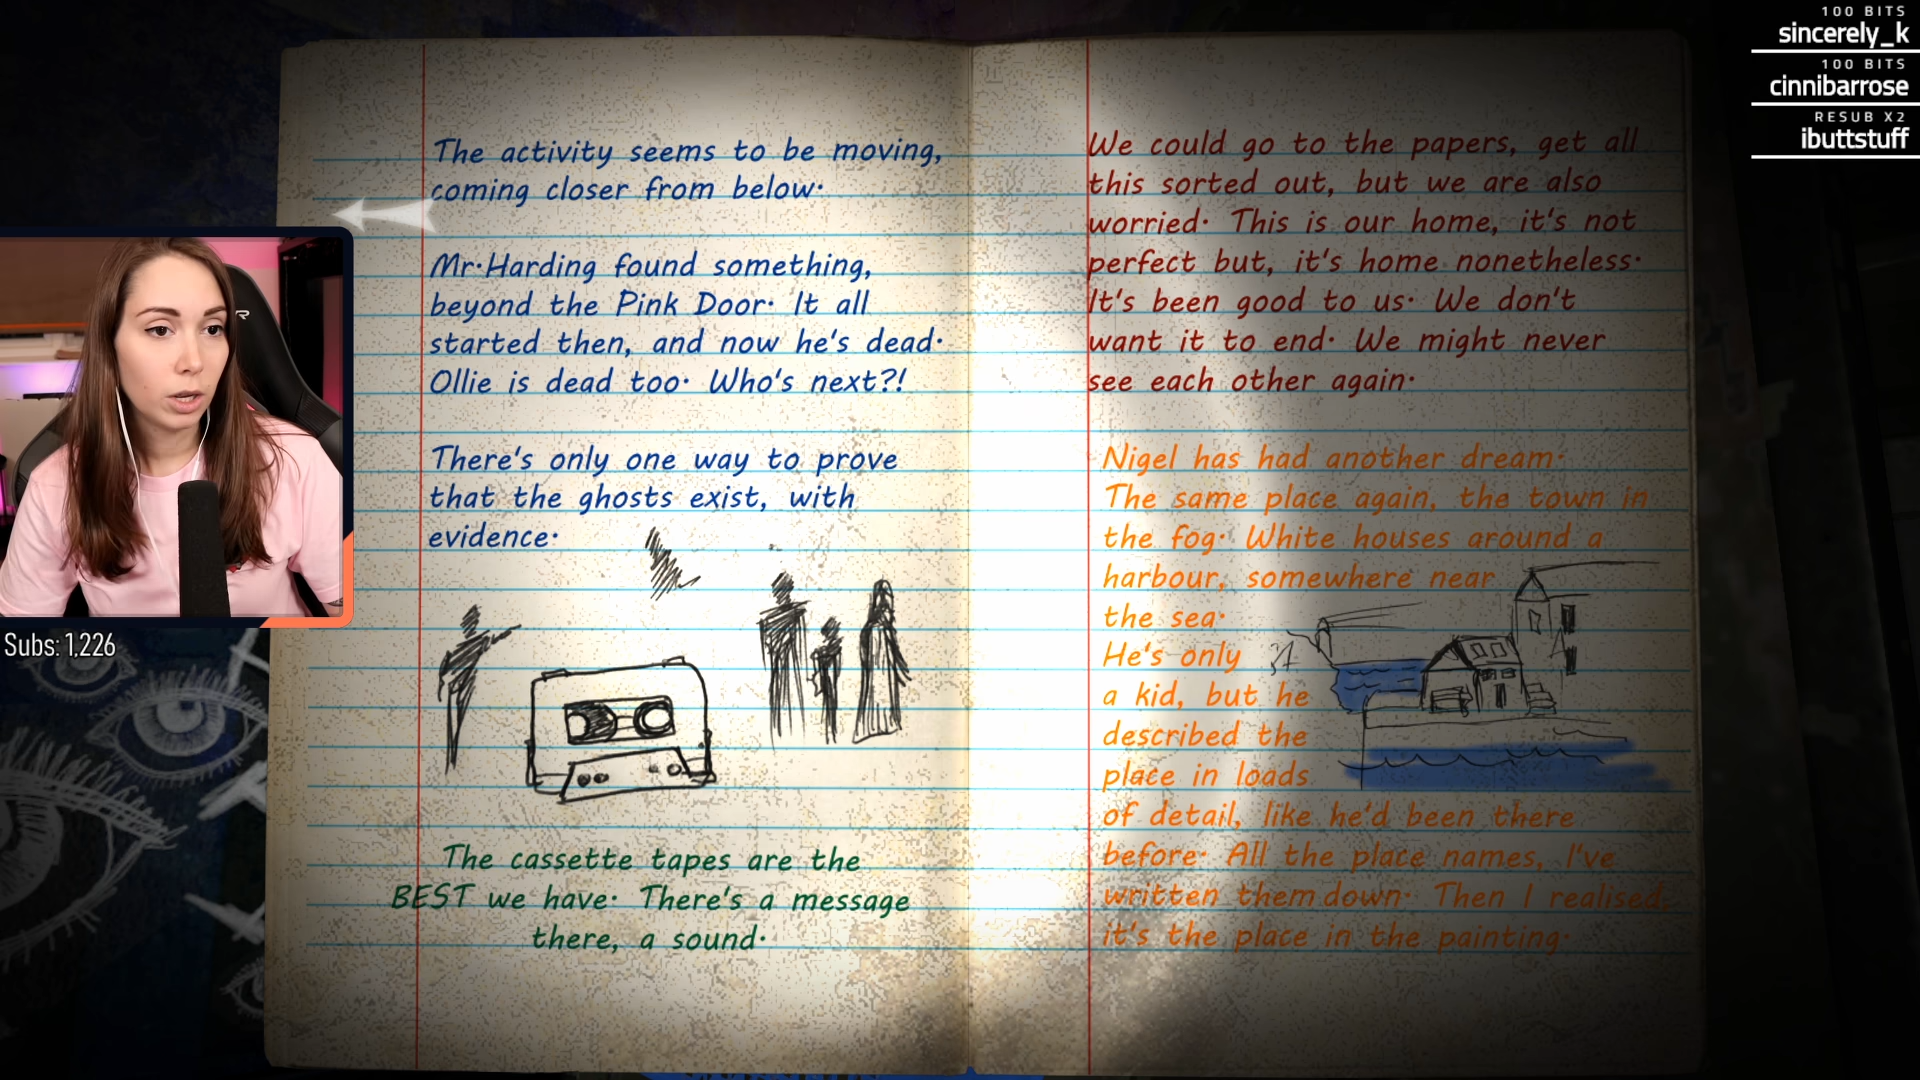 100 BITS
sincerely_k
100 BITS
cinnibarrose
RESUB X2
ibuttstuff
The activity seems to be moving,
coming closer from below.
Mr.Harding found something,
beyond the Pink Door. It all
started then, and now he's dead.
Ollie is dead too. Who's next?!
There's only one way to prove
that the ghosts exist, with
evidence.
The cassette tapes are the
BEST we have. There's a message
there, a sound.
We could go to the papers, get all
this sorted out, but we are also
worried. This is our home, it's not
perfect but, it's home nonetheless.
It's been good to us. We don't
want it to end. We might never
see each other again.
Nigel has had another dream.
The same place again, the town in
the fog. White houses around a
harbour, somewhere near
the sea.
He's only
a kid, but he
described the
place in loads
of detail, like he'd been there
before. All the place names, I've
written them down. Then I realised,
it's the place in the painting.
Subs: 1,226